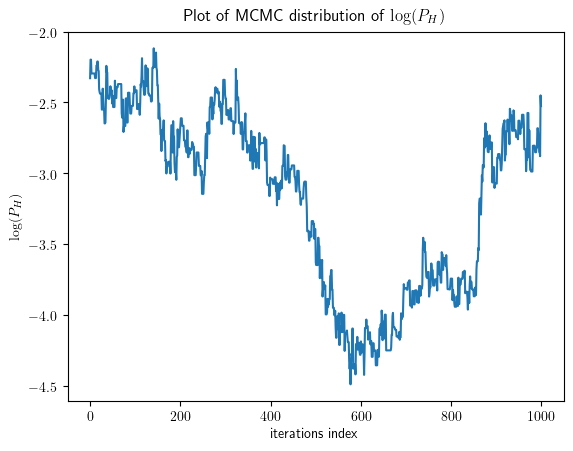 Plot of MCMC distribution of log(P_H)
−2.0
−2.5
−3.0
−3.5
−4.0
−4.5
log(P_H)
0 200 400 600 800 1000
iterations index